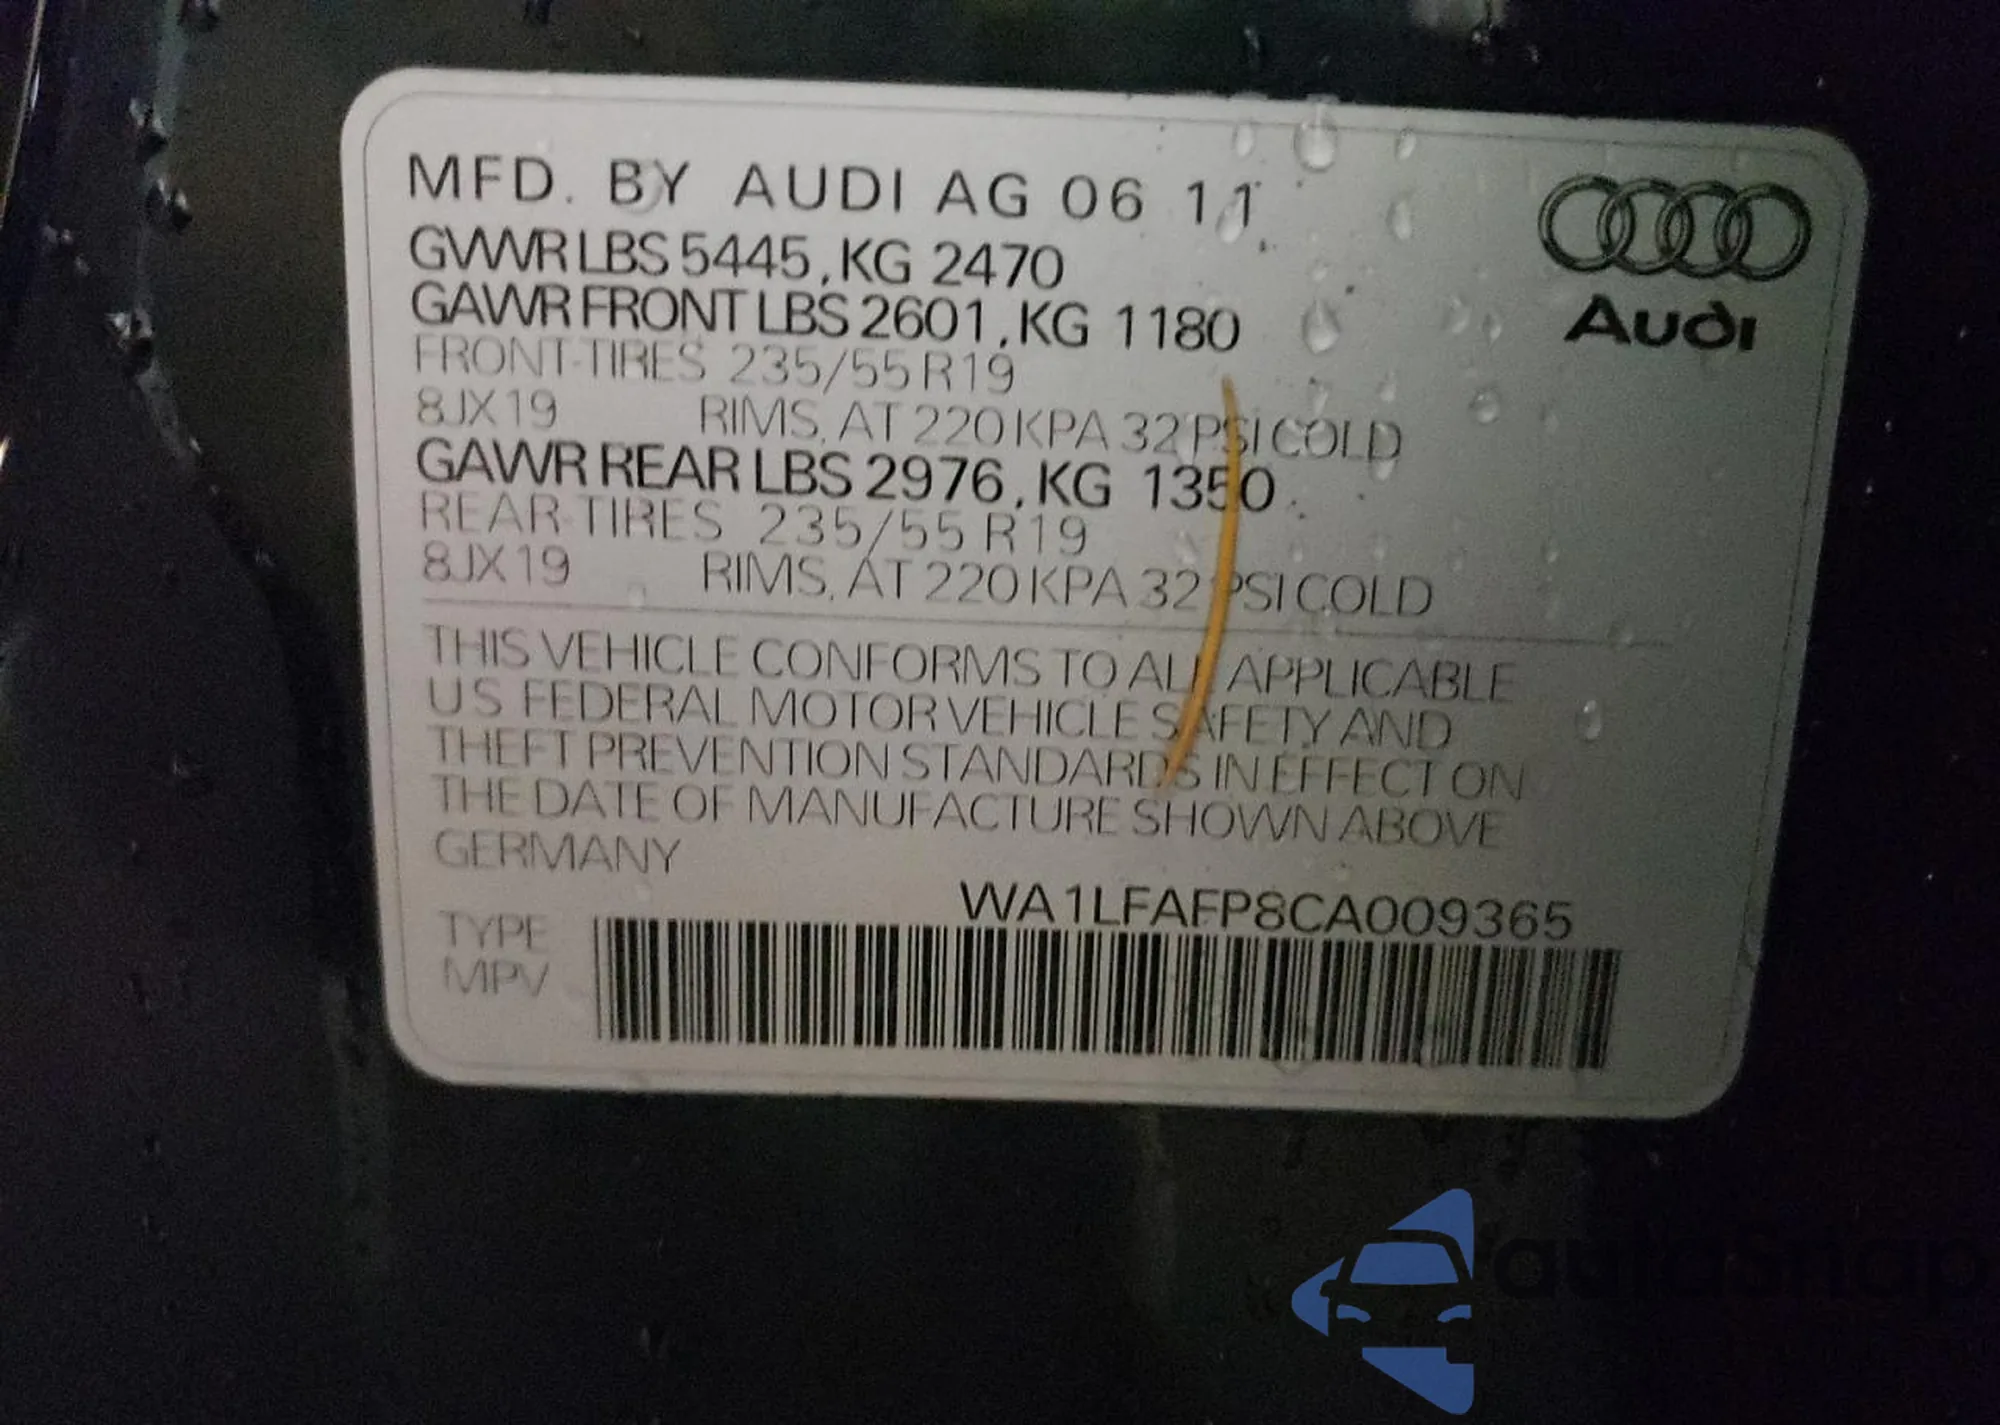 MFD. BY AUDI AG 06 11
GVWR LBS 5445, KG 2470
GAWR FRONT LBS 2601, KG 1180
FRONT-TIRES 235/55 R19
8JX19 RIMS, AT 220 KPA 32 PSI COLD
GAWR REAR LBS 2976, KG 1350
REAR-TIRES 235/55 R19
8JX19 RIMS, AT 220 KPA 32 PSI COLD
Audi
THIS VEHICLE CONFORMS TO ALL APPLICABLE
US FEDERAL MOTOR VEHICLE SAFETY AND
THEFT PREVENTION STANDARDS IN EFFECT ON
THE DATE OF MANUFACTURE SHOWN ABOVE
GERMANY
WA1LFAFP8CA009365
TYPE
MPV
autosnap